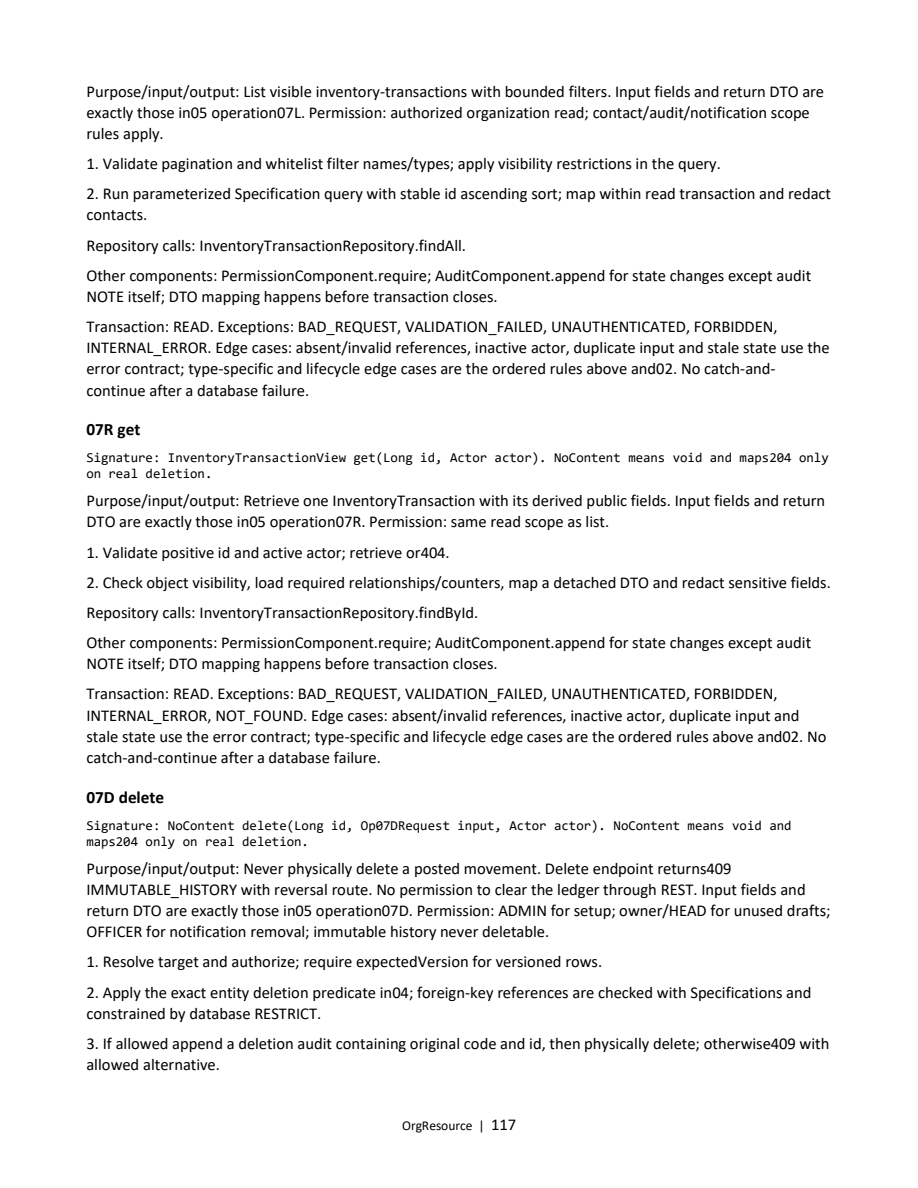 Purpose/input/output: List visible inventory-transactions with bounded filters. Input fields and return DTO are
exactly those in05 operation07L. Permission: authorized organization read; contact/audit/notification scope
rules apply.
1. Validate pagination and whitelist filter names/types; apply visibility restrictions in the query.
2. Run parameterized Specification query with stable id ascending sort; map within read transaction and redact
contacts.
Repository calls: InventoryTransactionRepository.findAll.
Other components: PermissionComponent.require; AuditComponent.append for state changes except audit
NOTE itself; DTO mapping happens before transaction closes.
Transaction: READ. Exceptions: BAD_REQUEST, VALIDATION_FAILED, UNAUTHENTICATED, FORBIDDEN,
INTERNAL_ERROR. Edge cases: absent/invalid references, inactive actor, duplicate input and stale state use the
error contract; type-specific and lifecycle edge cases are the ordered rules above and02. No catch-and-
continue after a database failure.
07R get
Signature: InventoryTransactionView get(Long id, Actor actor). NoContent means void and maps204 only
on real deletion.
Purpose/input/output: Retrieve one InventoryTransaction with its derived public fields. Input fields and return
DTO are exactly those in05 operation07R. Permission: same read scope as list.
1. Validate positive id and active actor; retrieve or404.
2. Check object visibility, load required relationships/counters, map a detached DTO and redact sensitive fields.
Repository calls: InventoryTransactionRepository.findById.
Other components: PermissionComponent.require; AuditComponent.append for state changes except audit
NOTE itself; DTO mapping happens before transaction closes.
Transaction: READ. Exceptions: BAD_REQUEST, VALIDATION_FAILED, UNAUTHENTICATED, FORBIDDEN,
INTERNAL_ERROR, NOT_FOUND. Edge cases: absent/invalid references, inactive actor, duplicate input and
stale state use the error contract; type-specific and lifecycle edge cases are the ordered rules above and02. No
catch-and-continue after a database failure.
07D delete
Signature: NoContent delete(Long id, Op07DRequest input, Actor actor). NoContent means void and
maps204 only on real deletion.
Purpose/input/output: Never physically delete a posted movement. Delete endpoint returns409
IMMUTABLE_HISTORY with reversal route. No permission to clear the ledger through REST. Input fields and
return DTO are exactly those in05 operation07D. Permission: ADMIN for setup; owner/HEAD for unused drafts;
OFFICER for notification removal; immutable history never deletable.
1. Resolve target and authorize; require expectedVersion for versioned rows.
2. Apply the exact entity deletion predicate in04; foreign-key references are checked with Specifications and
constrained by database RESTRICT.
3. If allowed append a deletion audit containing original code and id, then physically delete; otherwise409 with
allowed alternative.
OrgResource | 117